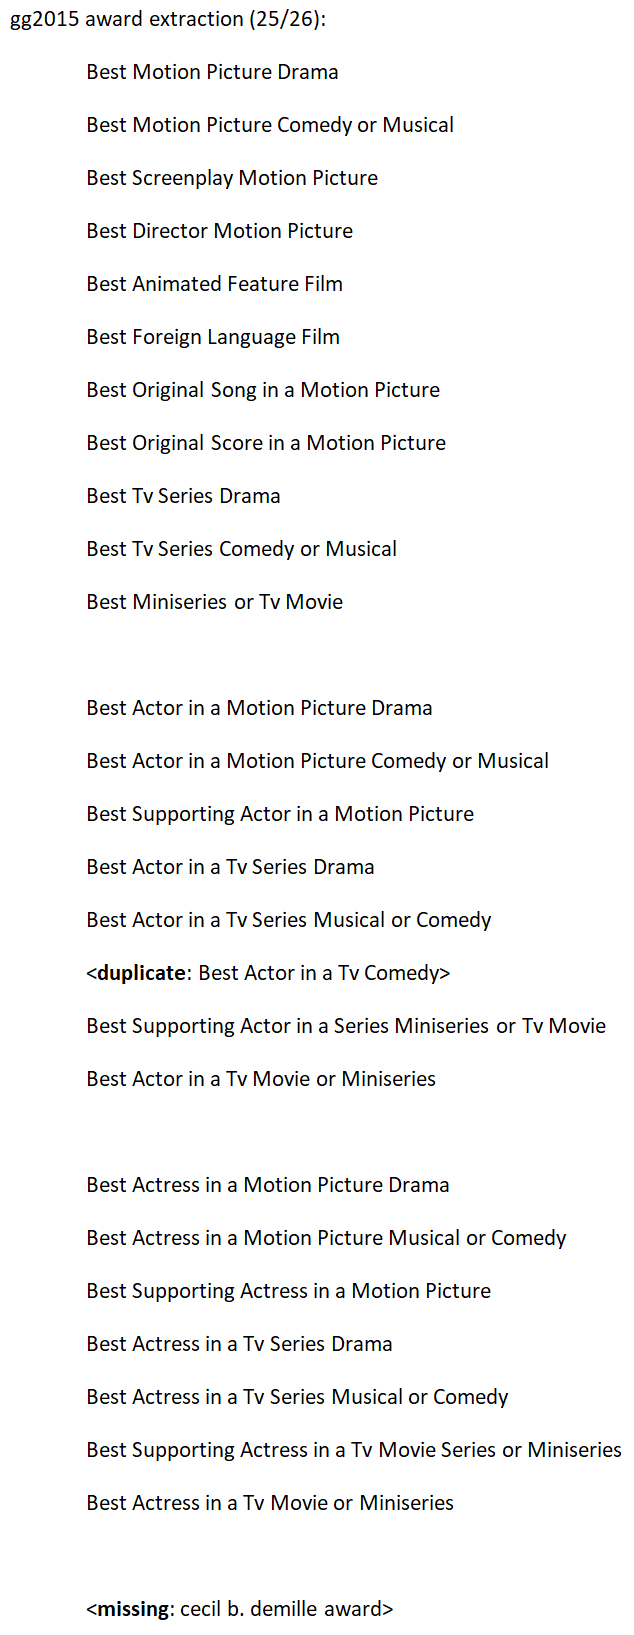 gg2015 award extraction (25/26):
Best Motion Picture Drama
Best Motion Picture Comedy or Musical
Best Screenplay Motion Picture
Best Director Motion Picture
Best Animated Feature Film
Best Foreign Language Film
Best Original Song in a Motion Picture
Best Original Score in a Motion Picture
Best Tv Series Drama
Best Tv Series Comedy or Musical
Best Miniseries or Tv Movie
Best Actor in a Motion Picture Drama
Best Actor in a Motion Picture Comedy or Musical
Best Supporting Actor in a Motion Picture
Best Actor in a Tv Series Drama
Best Actor in a Tv Series Musical or Comedy
<duplicate: Best Actor in a Tv Comedy>
Best Supporting Actor in a Series Miniseries or Tv Movie
Best Actor in a Tv Movie or Miniseries
Best Actress in a Motion Picture Drama
Best Actress in a Motion Picture Musical or Comedy
Best Supporting Actress in a Motion Picture
Best Actress in a Tv Series Drama
Best Actress in a Tv Series Musical or Comedy
Best Supporting Actress in a Tv Movie Series or Miniseries
Best Actress in a Tv Movie or Miniseries
<missing: cecil b. demille award>